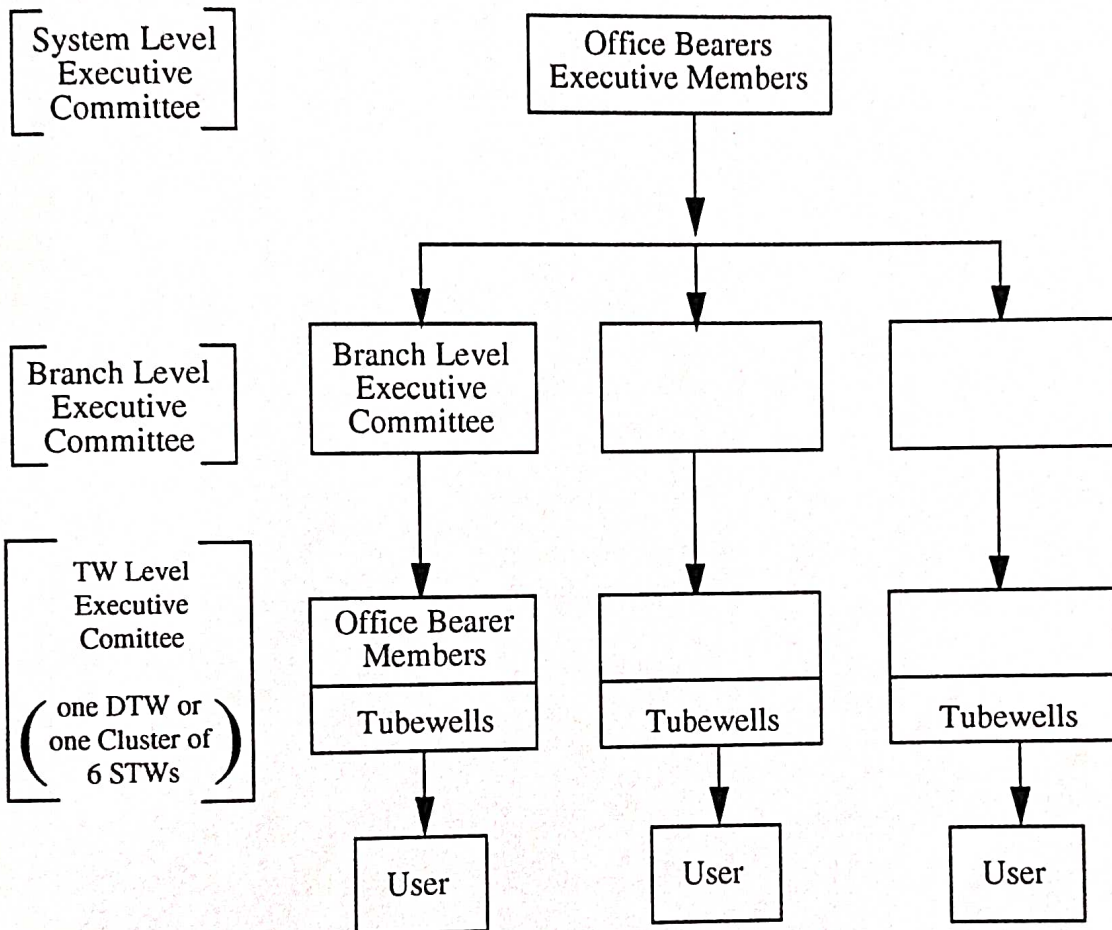 System Level
Executive
Committee
Office Bearers
Executive Members
Branch Level
Executive
Committee
Branch Level
Executive
Committee
TW Level
Executive
Comittee
one DTW or
one Cluster of
6 STWs
Office Bearer
Members
Tubewells
Tubewells
Tubewells
User
User
User